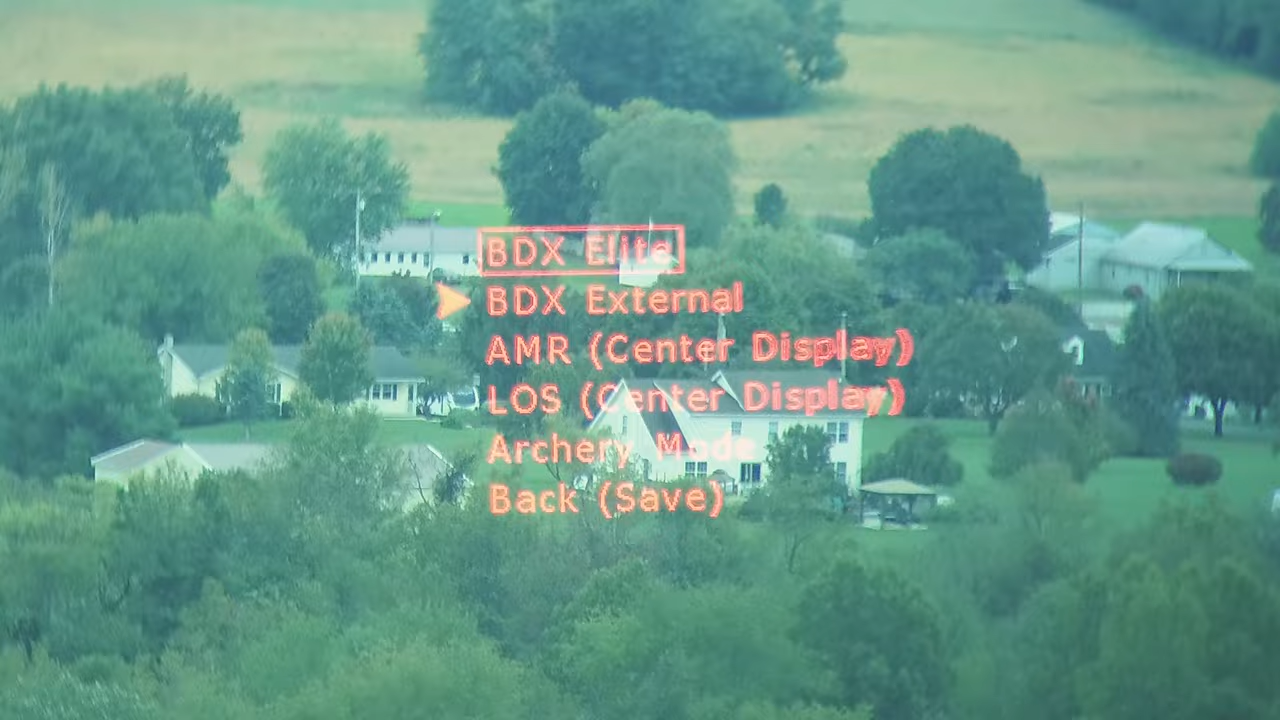 BDX Elite
BDX External
AMR (Center Display)
LOS (Center Display)
Archery Mode
Back (Save)